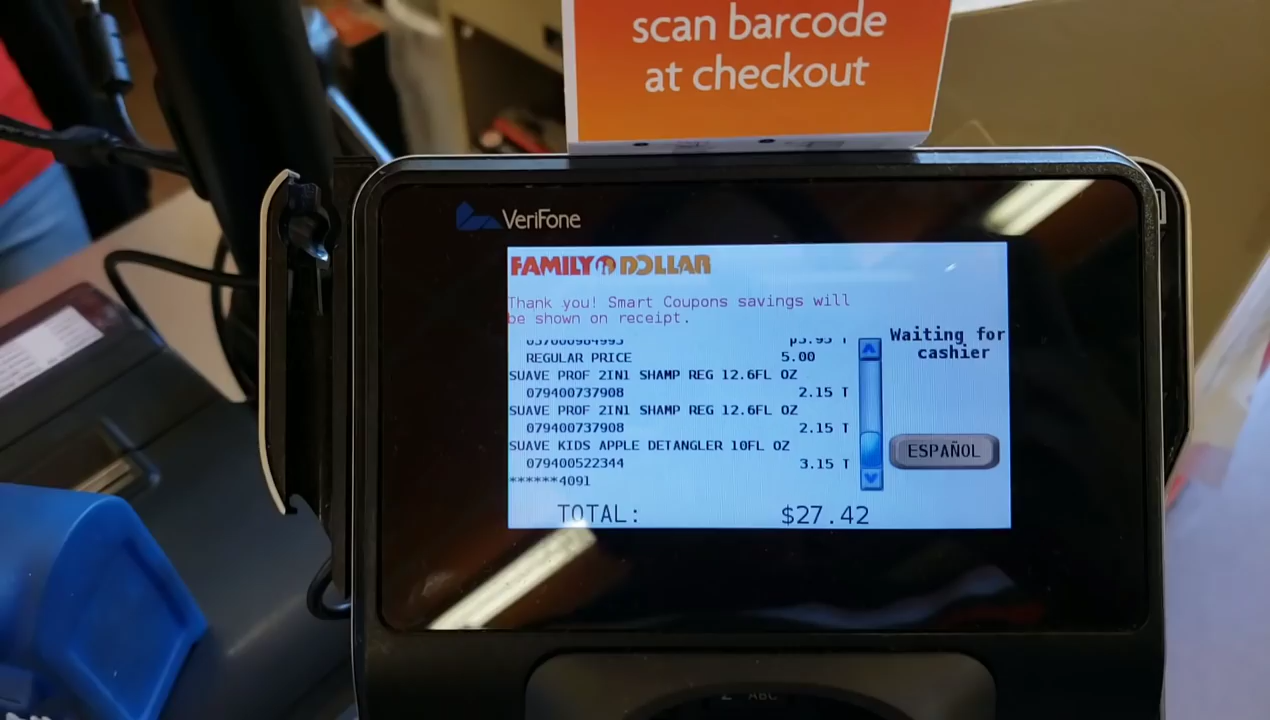 scan barcode
at checkout
VeriFone
FAMILY DOLLAR
Thank you! Smart Coupons savings will
be shown on receipt.
Waiting for
cashier
REGULAR PRICE 5.00
SUAVE PROF 2IN1 SHAMP REG 12.6FL OZ
079400737908 2.15 T
SUAVE PROF 2IN1 SHAMP REG 12.6FL OZ
079400737908 2.15 T
SUAVE KIDS APPLE DETANGLER 10FL OZ
079400522344 3.15 T
******4091
ESPAÑOL
TOTAL: $27.42
2 ABC